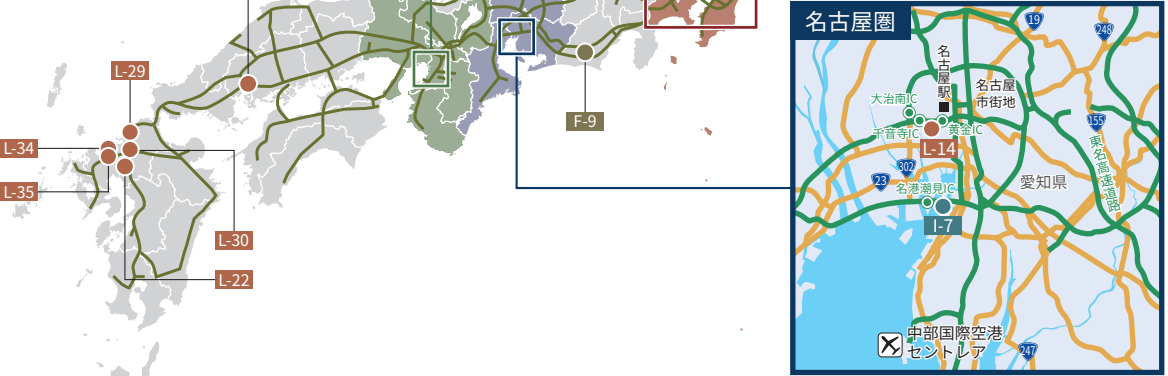 L-29
L-34
L-35
L-30
L-22
F-9
名古屋圏
19
248
名古屋駅
名古屋
市街地
大治南IC
千音寺IC
黄金IC
155
L-14
302
23
東名高速道路
愛知県
名港潮見IC
I-7
中部国際空港
セントレア
247